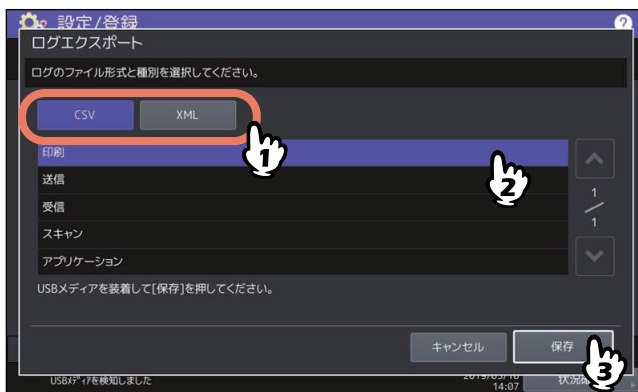 設定/登録
?
ログエクスポート
ログのファイル形式と種別を選択してください。
CSV XML
1
印刷
2
送信
受信
スキャン
アプリケーション
1
/
1
USBメディアを装着して[保存]を押してください。
キャンセル 保存
3
USBﾒﾃﾞｨｱを検知しました
14:07